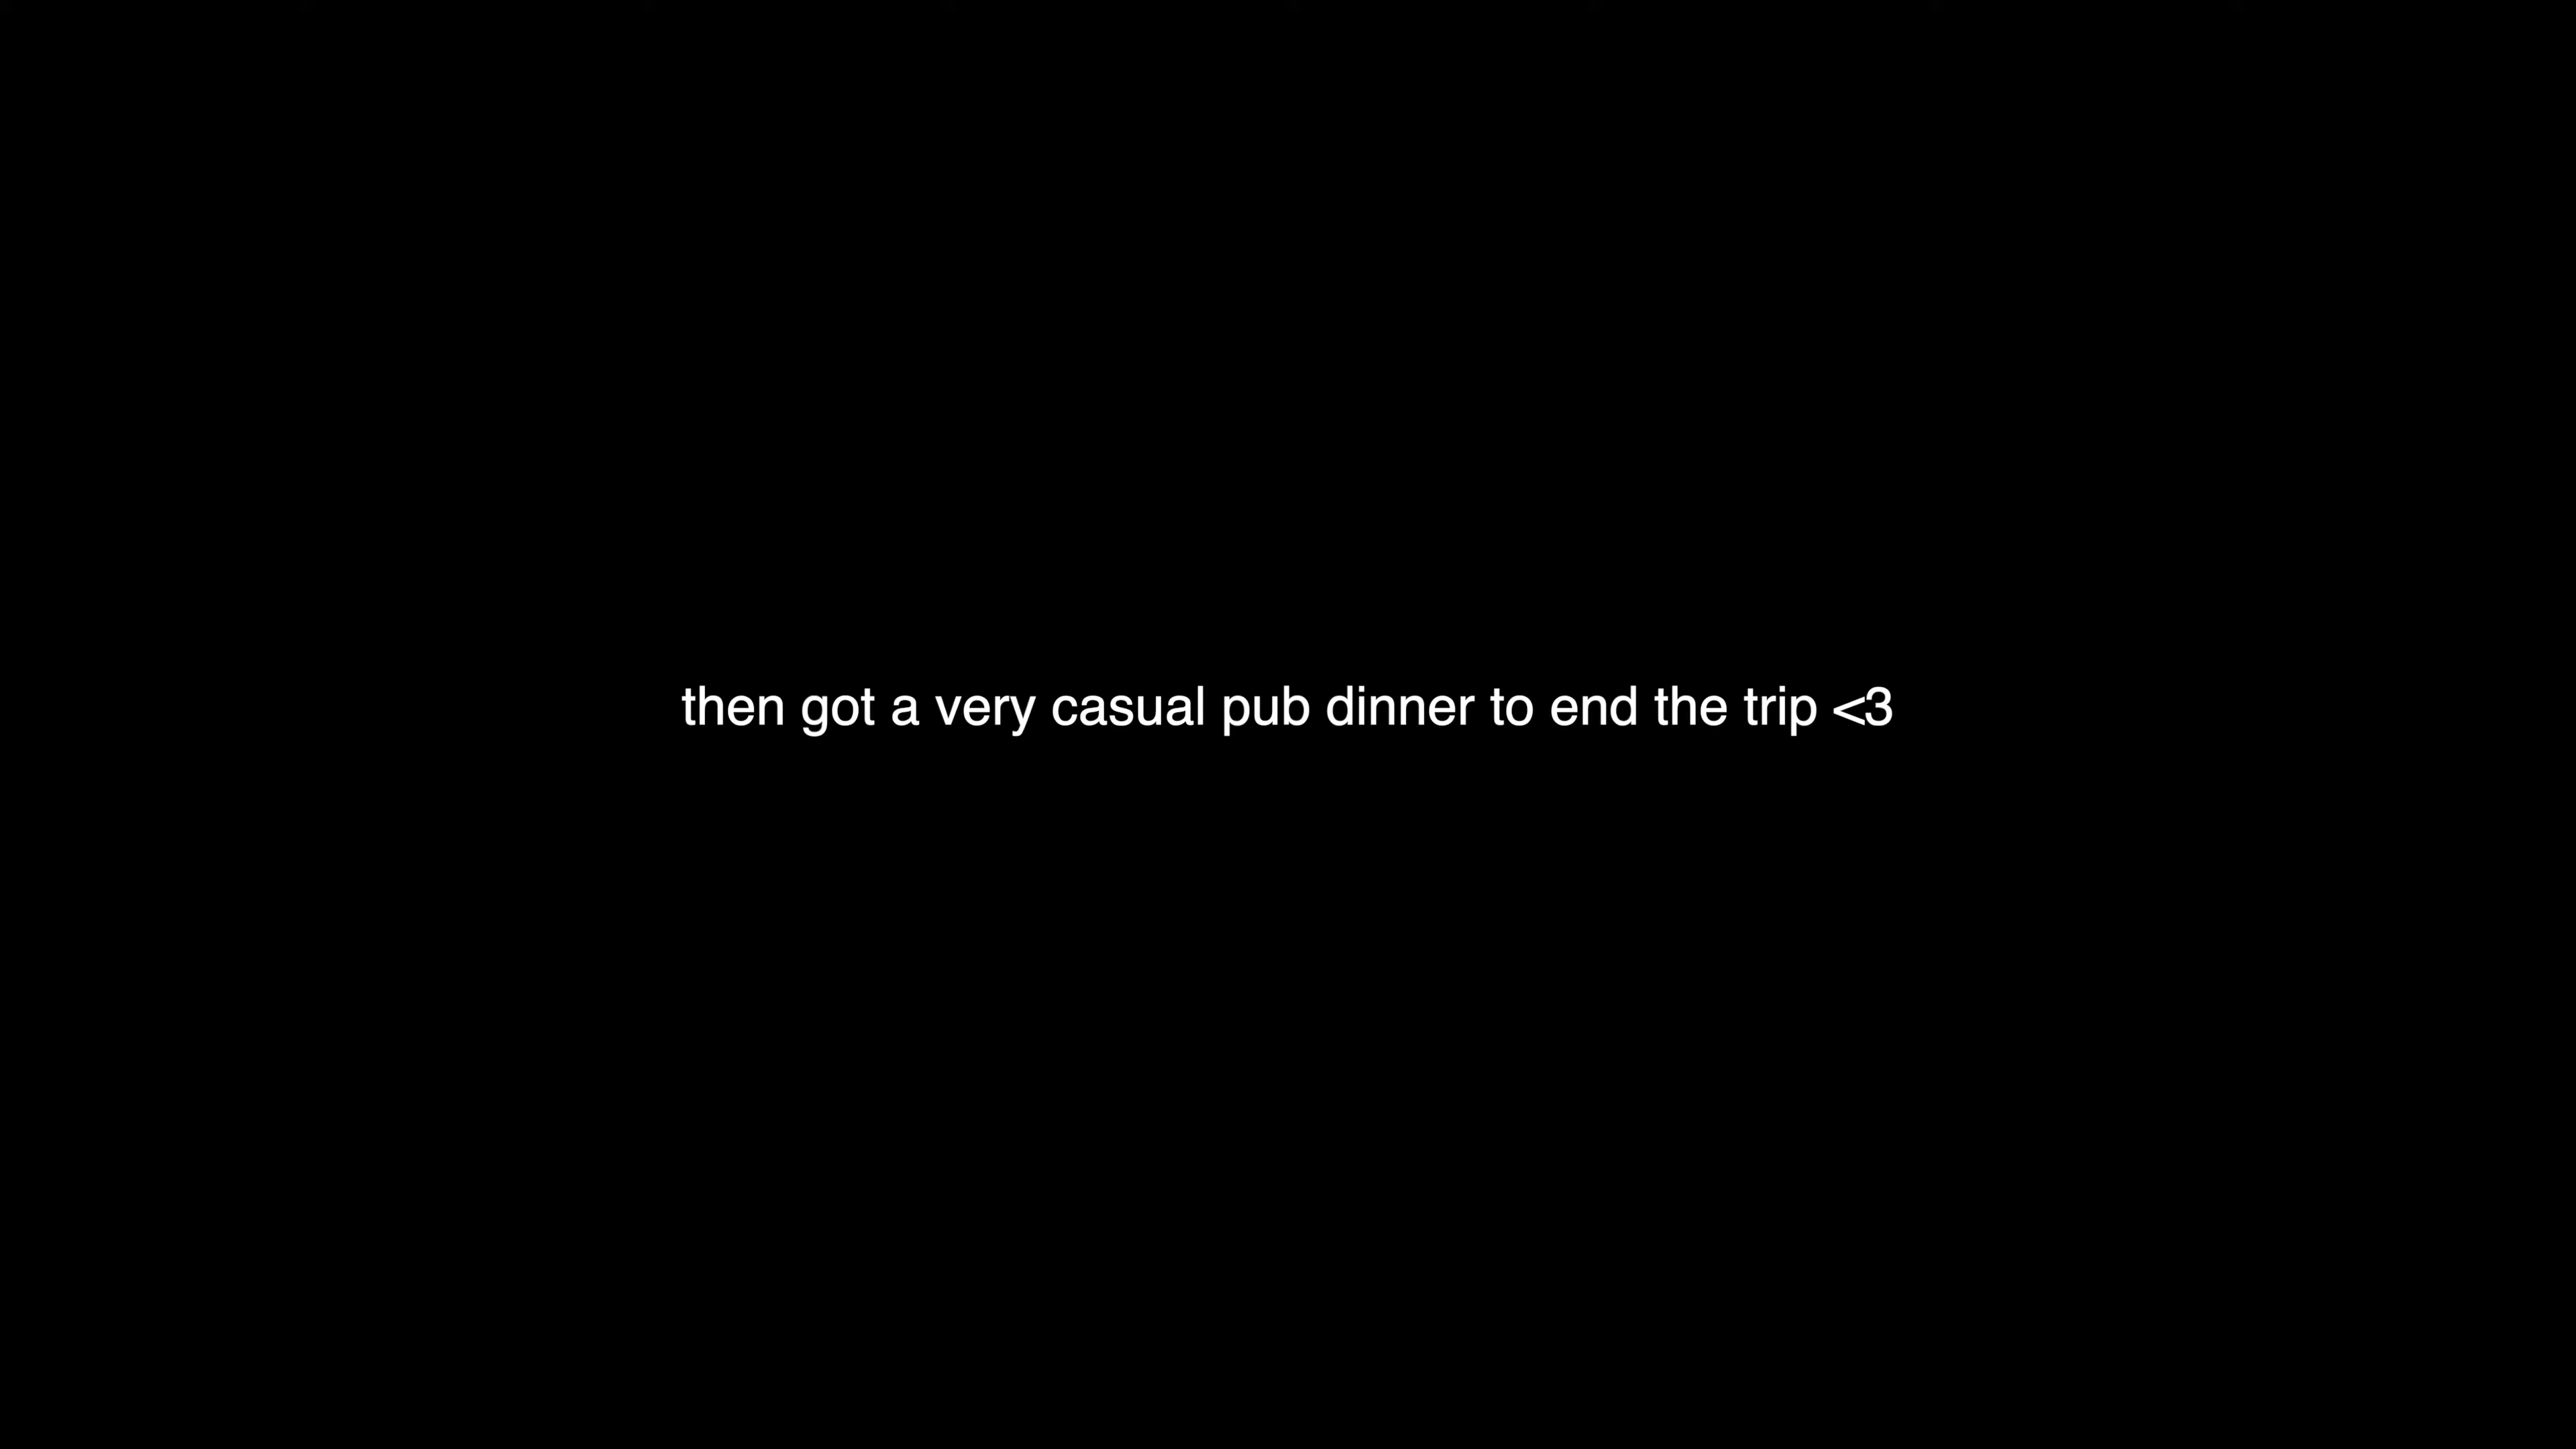 then got a very casual pub dinner to end the trip <3